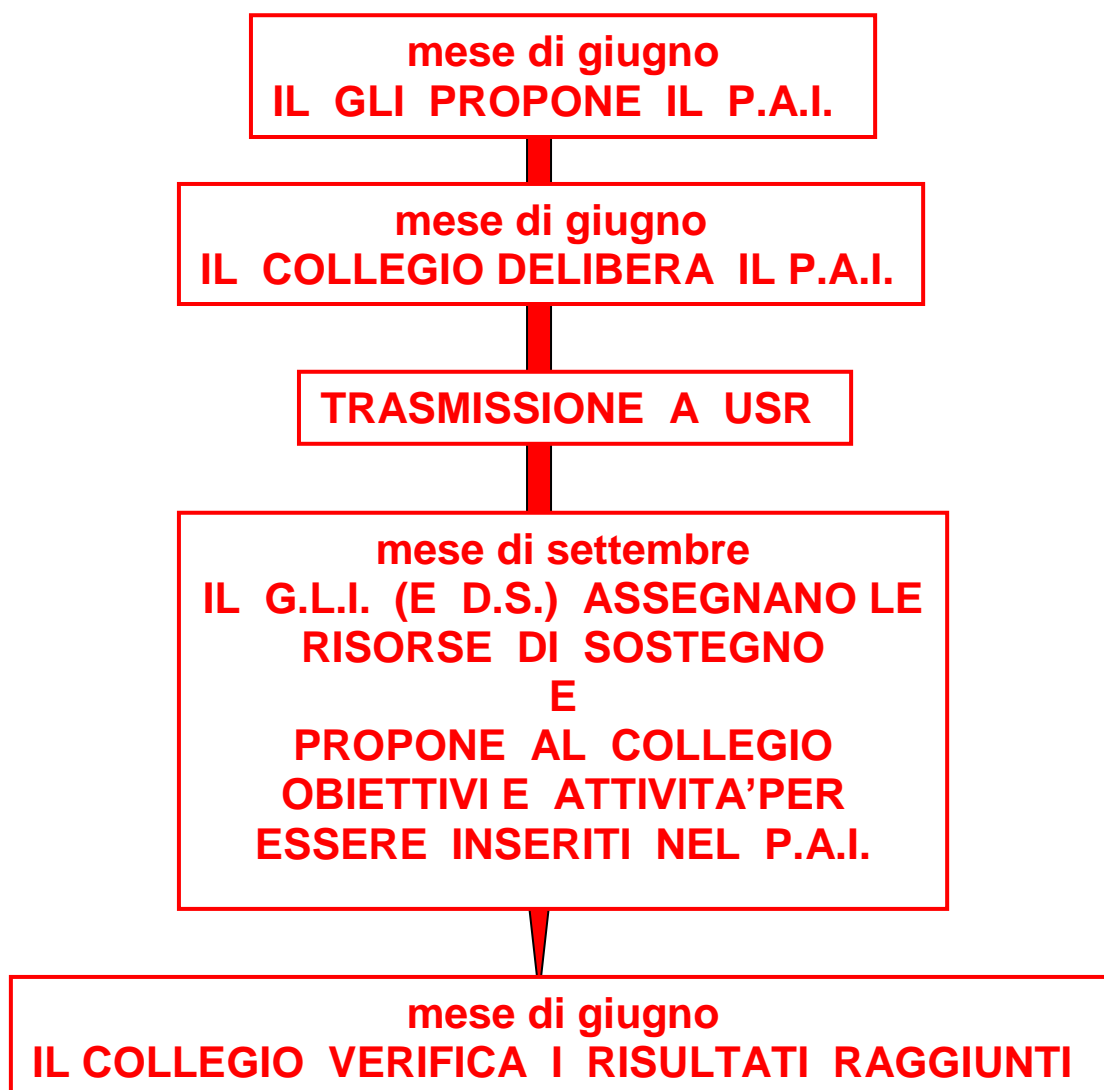 mese di giugno
IL GLI PROPONE IL P.A.I.
mese di giugno
IL COLLEGIO DELIBERA IL P.A.I.
TRASMISSIONE A USR
mese di settembre
IL G.L.I. (E D.S.) ASSEGNANO LE
RISORSE DI SOSTEGNO
E
PROPONE AL COLLEGIO
OBIETTIVI E ATTIVITA’PER
ESSERE INSERITI NEL P.A.I.
mese di giugno
IL COLLEGIO VERIFICA I RISULTATI RAGGIUNTI